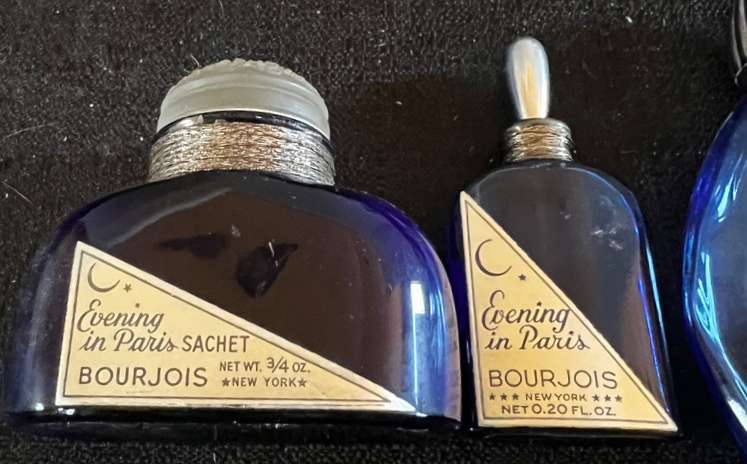 Evening
in Paris SACHET
BOURJOIS NET WT. 3/4 OZ.
★NEW YORK★
Evening
in Paris
BOURJOIS
★★★ NEW YORK ★★★
NET 0.20 FL. OZ.